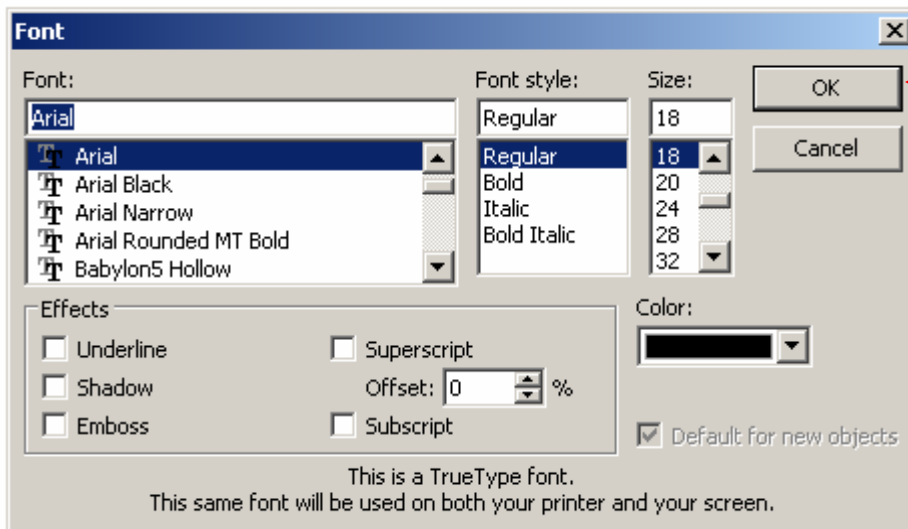 Font
Font:
Font style:
Size:
OK
Arial
Regular
18
Cancel
Arial
Arial Black
Arial Narrow
Arial Rounded MT Bold
Babylon5 Hollow
Regular
Bold
Italic
Bold Italic
18
20
24
28
32
Effects
Underline
Shadow
Emboss
Superscript
Offset: 0 %
Subscript
Color:
Default for new objects
This is a TrueType font.
This same font will be used on both your printer and your screen.